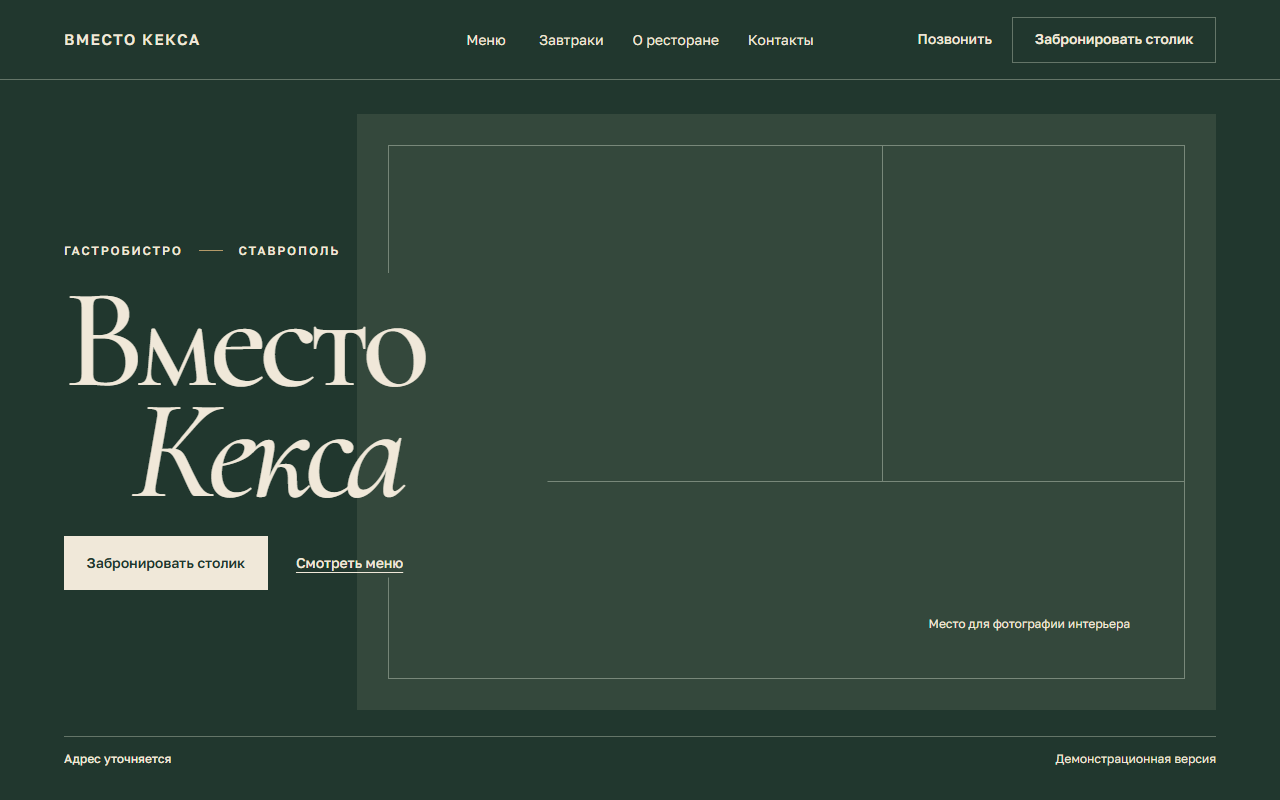 ВМЕСТО КЕКСА
Меню Завтраки О ресторане Контакты
Позвонить Забронировать столик
ГАСТРОБИСТРО — СТАВРОПОЛЬ
Вместо
Кекса
Забронировать столик Смотреть меню
Место для фотографии интерьера
Адрес уточняется Демонстрационная версия